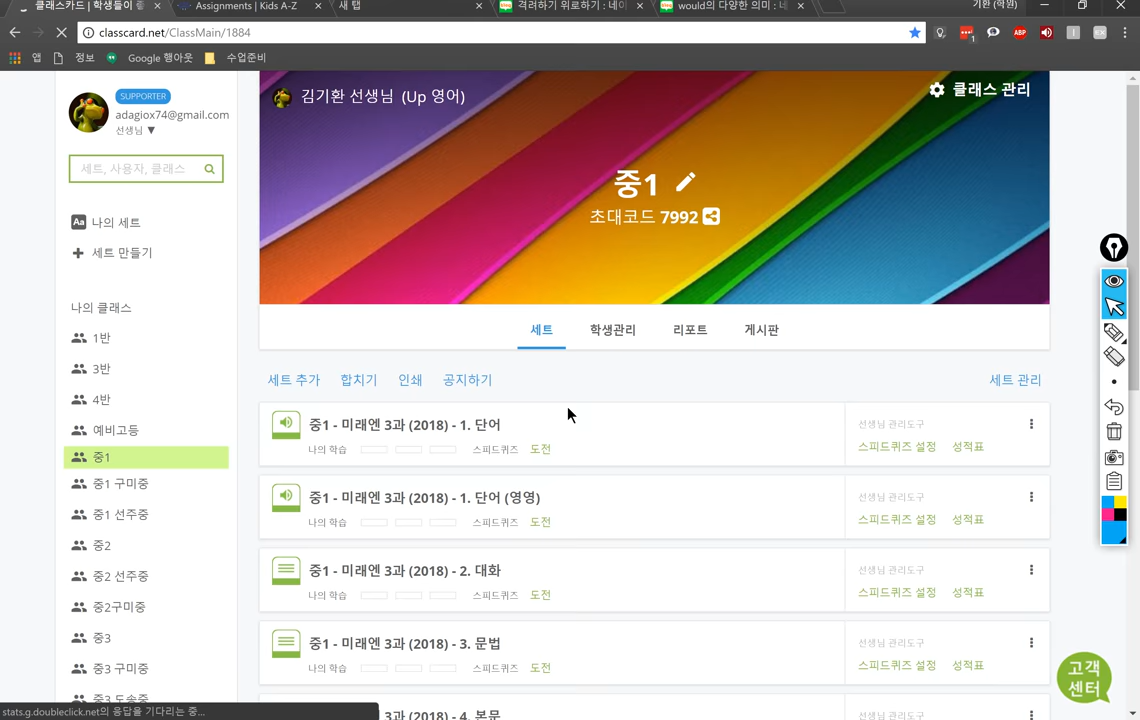 클래스카드 | 학생들이 즐
Assignments | Kids A-Z
새 탭
격려하기 위로하기 : 네이
would의 다양한 의미 : 네
기환 (학원)
classcard.net/ClassMain/1884
ABP
앱
정보
Google 행아웃
수업준비
SUPPORTER
adagiox74@gmail.com
선생님 ▼
세트, 사용자, 클래스
Aa 나의 세트
세트 만들기
나의 클래스
1반
3반
4반
예비고등
중1
중1 구미중
중1 선주중
중2
중2 선주중
중2구미중
중3
중3 구미중
중3 도송중
김기환 선생님 (Up 영어)
클래스 관리
중1
초대코드 7992
세트
학생관리
리포트
게시판
세트 추가
합치기
인쇄
공지하기
세트 관리
중1 - 미래엔 3과 (2018) - 1. 단어
나의 학습
스피드퀴즈
도전
선생님 관리도구
스피드퀴즈 설정
성적표
중1 - 미래엔 3과 (2018) - 1. 단어 (영영)
나의 학습
스피드퀴즈
도전
선생님 관리도구
스피드퀴즈 설정
성적표
중1 - 미래엔 3과 (2018) - 2. 대화
나의 학습
스피드퀴즈
도전
선생님 관리도구
스피드퀴즈 설정
성적표
중1 - 미래엔 3과 (2018) - 3. 문법
나의 학습
스피드퀴즈
도전
선생님 관리도구
스피드퀴즈 설정
성적표
3과 (2018) - 4. 본문
선생님 관리도구
고객
센터
stats.g.doubleclick.net의 응답을 기다리는 중...